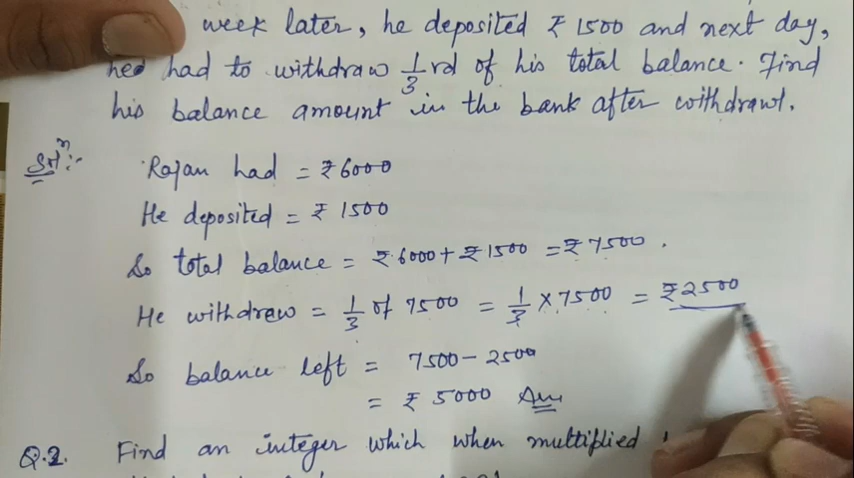 week later, he deposited ₹ 1500 and next day,
he had to withdraw 1/3 rd of his total balance. Find
his balance amount in the bank after withdrawl.
Solⁿ:-
Rajan had = ₹ 6000
He deposited = ₹ 1500
So total balance = ₹ 6000 + ₹ 1500 = ₹ 7500.
He withdrew = 1/3 of 7500 = 1/3 × 7500 = ₹ 2500
So balance left = 7500 - 2500
= ₹ 5000 Ans
Q.2. Find an integer which when multiplied